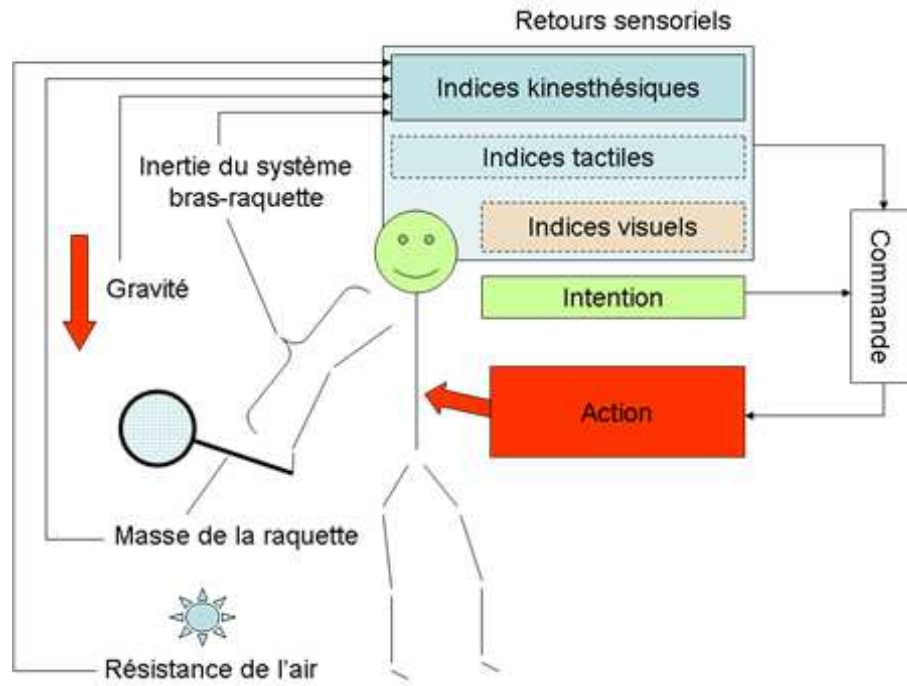 Retours sensoriels
Indices kinesthésiques
Indices tactiles
Indices visuels
Inertie du système
bras-raquette
Gravité
Intention
Commande
Action
Masse de la raquette
Résistance de l'air